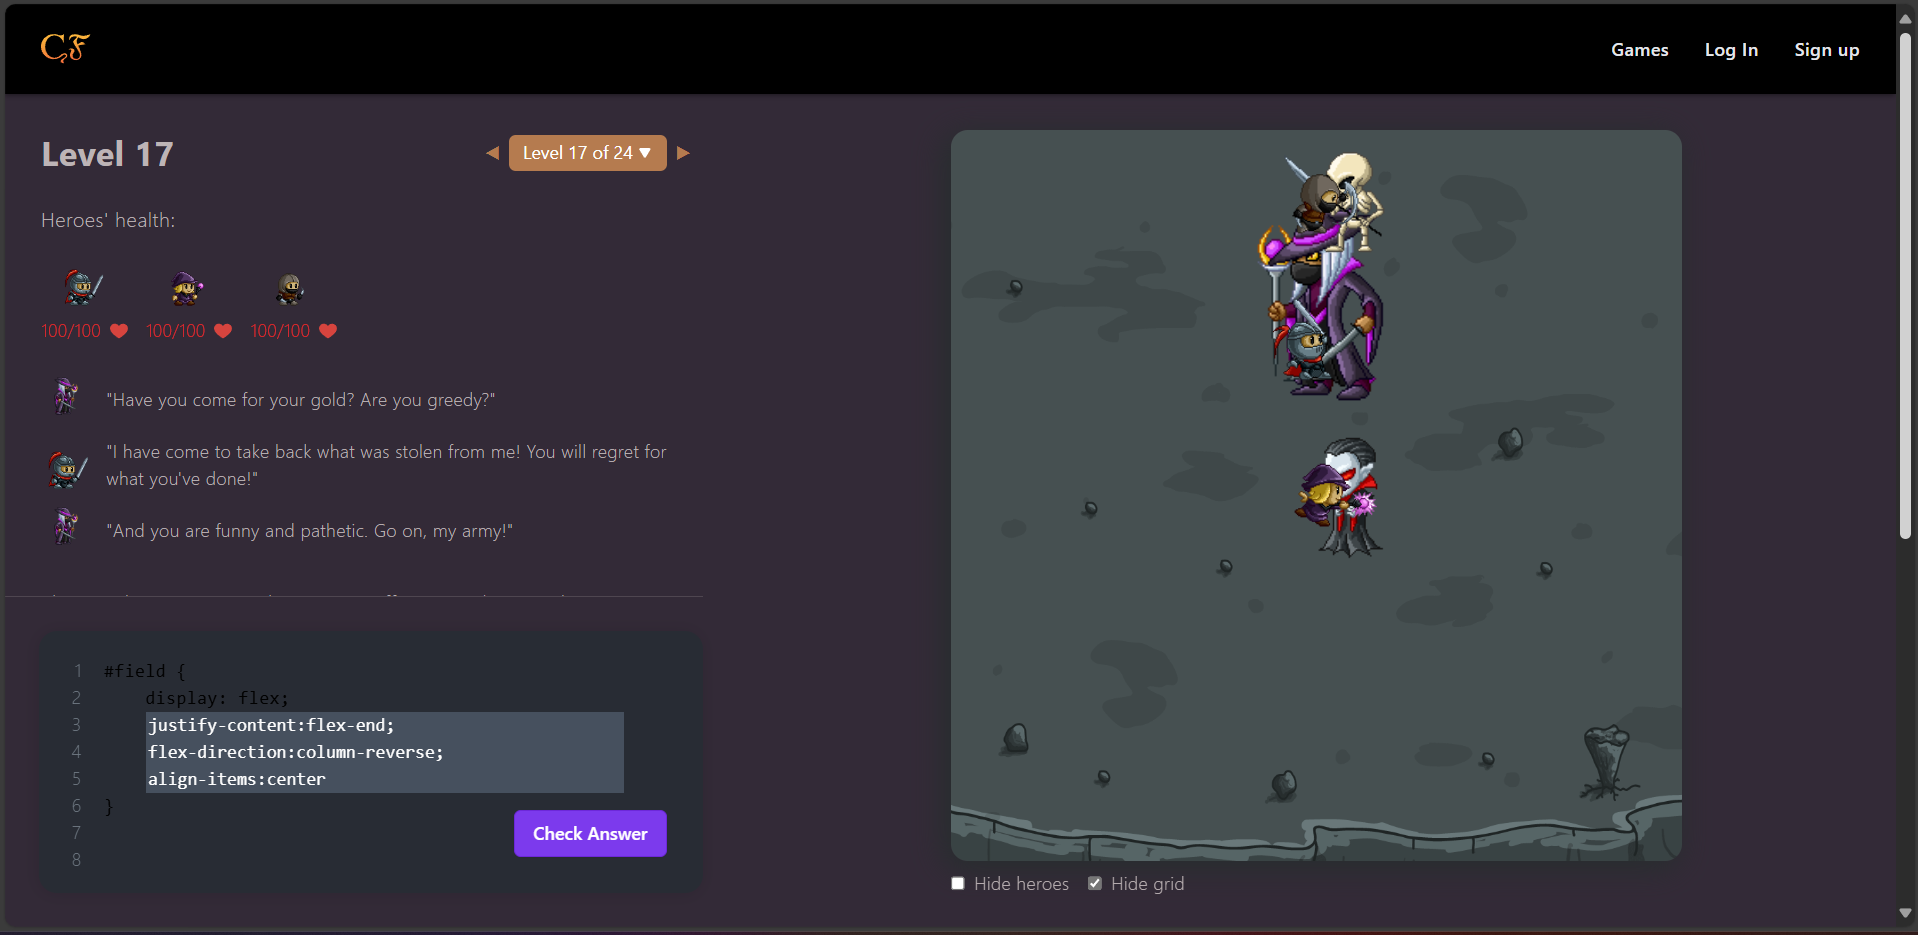 CF
Games
Log In
Sign up
Level 17
◀ Level 17 of 24 ▼ ▶
Heroes' health:
100/100
100/100
100/100
"Have you come for your gold? Are you greedy?"
"I have come to take back what was stolen from me! You will regret for
what you've done!"
"And you are funny and pathetic. Go on, my army!"
1 #field {
2 display: flex;
3 justify-content:flex-end;
4 flex-direction:column-reverse;
5 align-items:center
6 }
7
8
Check Answer
Hide heroes
Hide grid